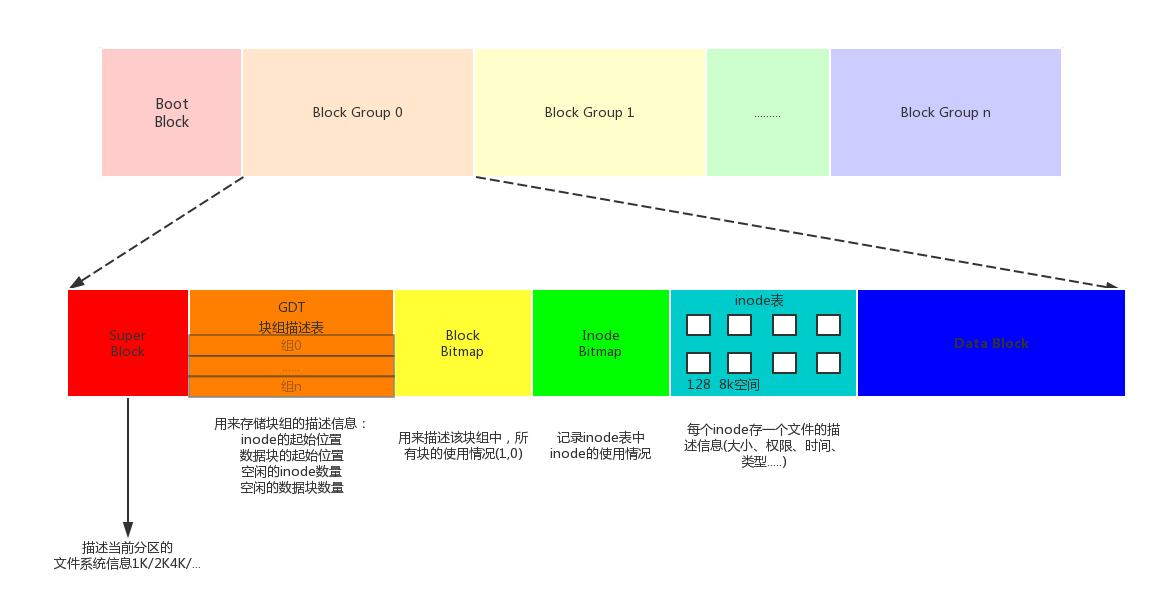 Boot
Block
Block Group 0
Block Group 1
.........
Block Group n
Super
Block
GDT
块组描述表
组0
......
组n
Block
Bitmap
Inode
Bitmap
inode表
128 8k空间
Data Block
用来存储块组的描述信息：
inode的起始位置
数据块的起始位置
空闲的inode数量
空闲的数据块数量
用来描述该块组中，所
有块的使用情况(1,0)
记录inode表中
inode的使用情况
每个inode存一个文件的描
述信息(大小、权限、时间、
类型.....)
描述当前分区的
文件系统信息1K/2K4K/...